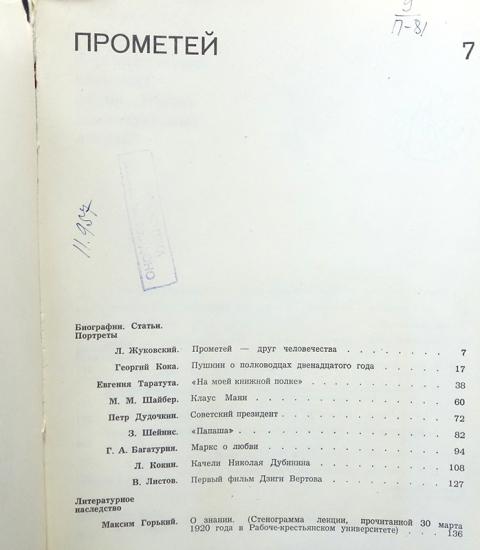 9
П-81
ПРОМЕТЕЙ 7
11.957
Биографии. Статьи.
Портреты
Л. Жуковский. Прометей — друг человечества . . . . . . . . 7
Георгий Кока. Пушкин о полководцах двенадцатого года . . . . . 17
Евгения Таратута. «На моей книжной полке» . . . . . . . . . 38
М. М. Шайбер. Клаус Манн . . . . . . . . . . . . . 60
Петр Дудочкин. Советский президент . . . . . . . . . . . 72
З. Шейнис. «Папаша» . . . . . . . . . . . . . . 82
Г. А. Багатурия. Маркс о любви . . . . . . . . . . . . 94
Л. Кокин. Качели Николая Дубинина . . . . . . . . . 108
В. Листов. Первый фильм Дзиги Вертова . . . . . . . . 127
Литературное
наследство
Максим Горький. О знании. (Стенограмма лекции, прочитанной 30 марта
1920 года в Рабоче-крестьянском университете) . . . 136